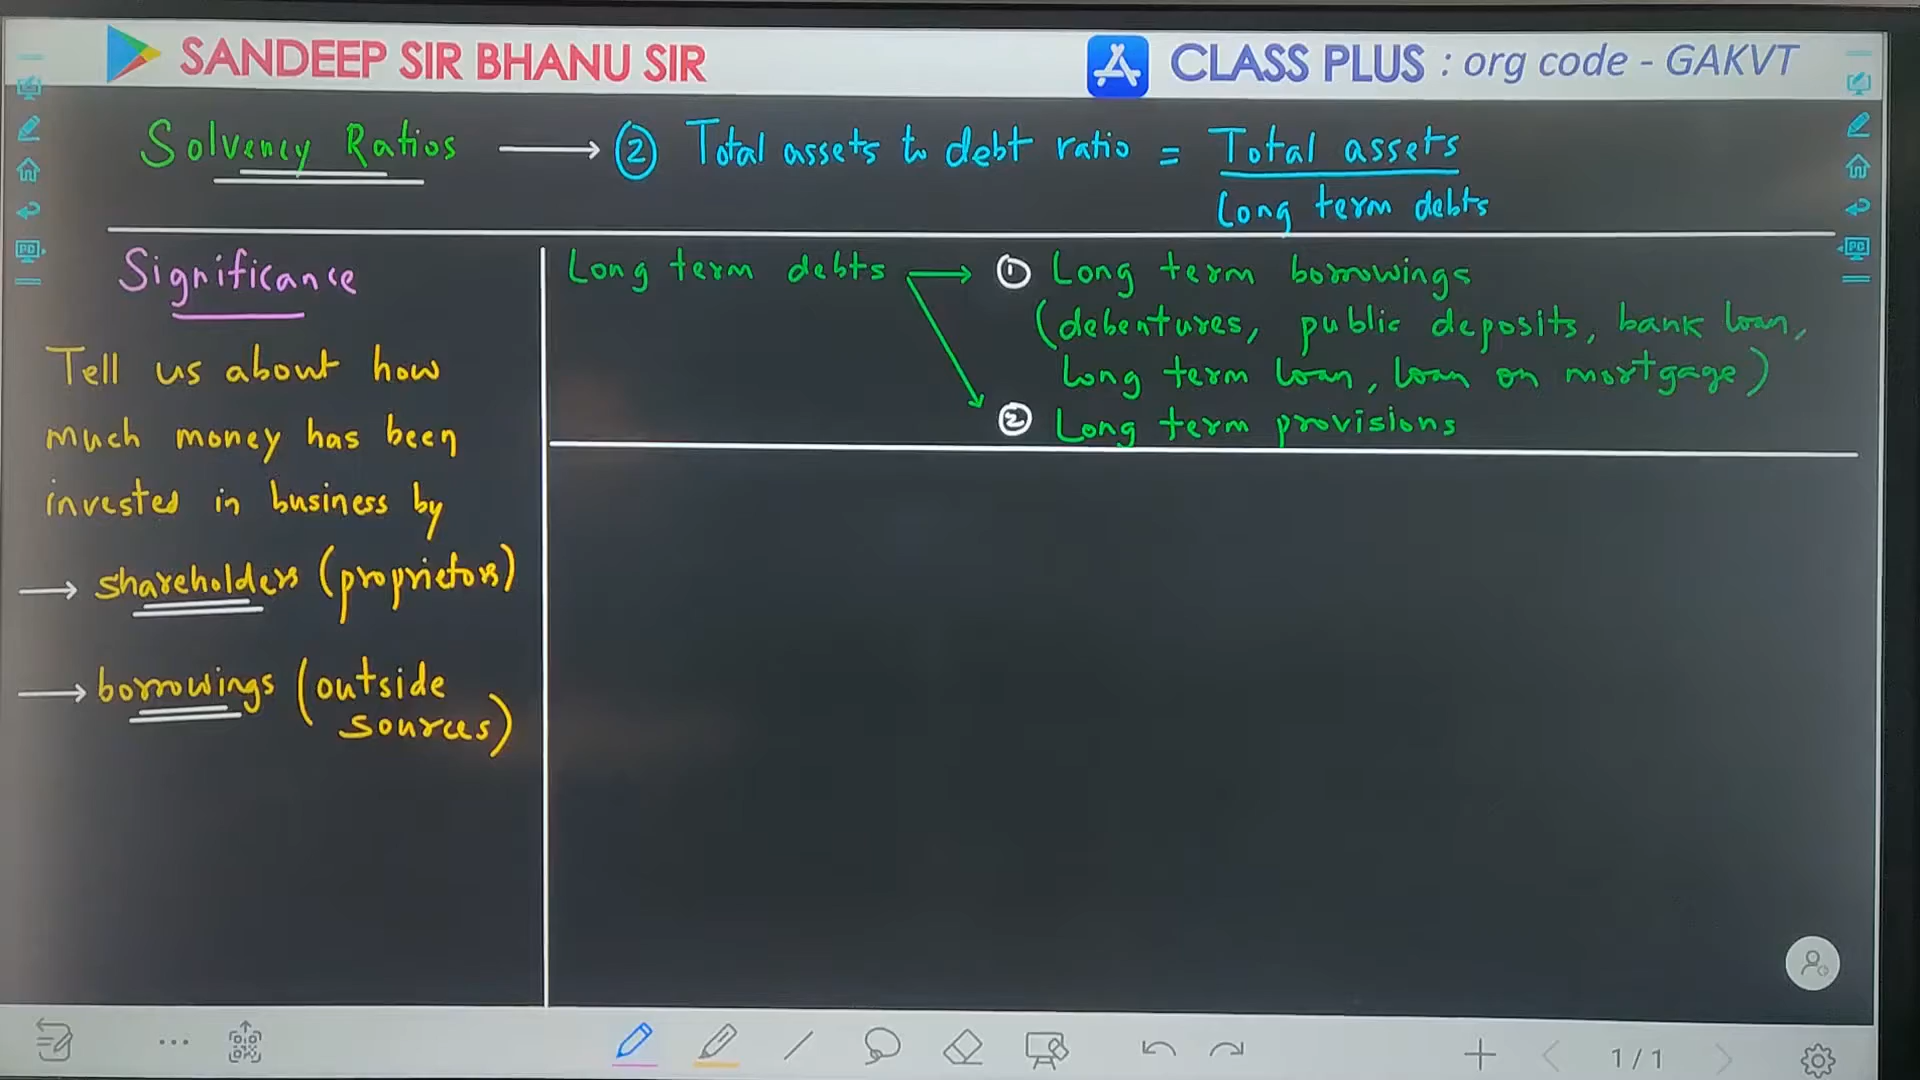 SANDEEP SIR BHANU SIR
CLASS PLUS : org code - GAKVT
Solvency Ratios → ② Total assets to debt ratio = Total assets
Long term debts
Significance
Tell us about how
much money has been
invested in business by
→ shareholders (proprietors)
→ borrowings (outside
sources)
Long term debts → ① Long term borrowings
(debentures, public deposits, bank loan,
long term loan, loan on mortgage)
② Long term provisions
1 / 1